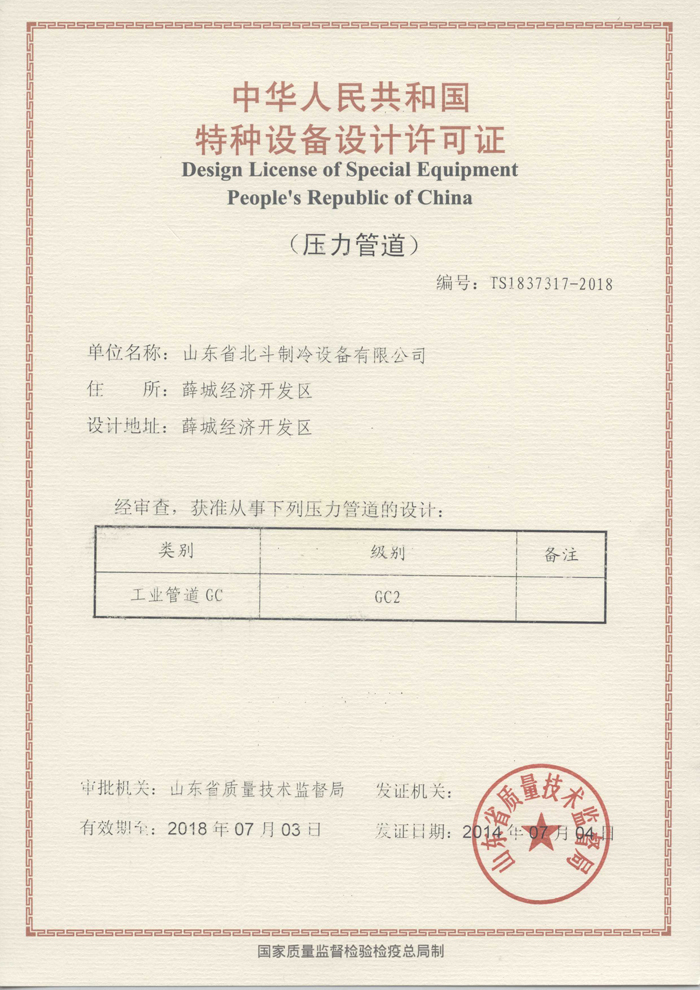 中华人民共和国
特种设备设计许可证
Design License of Special Equipment
People's Republic of China
（压力管道）
编号：TS1837317-2018
单位名称：山东省北斗制冷设备有限公司
住　　所：薛城经济开发区
设计地址：薛城经济开发区
经审查，获准从事下列压力管道的设计：
类别 级别 备注
工业管道 GC GC2
审批机关：山东省质量技术监督局 发证机关：
有效期至：2018 年 07 月 03 日 发证日期：2014 年 07 月 04 日
山东省质量技术监督局
国家质量监督检验检疫总局制